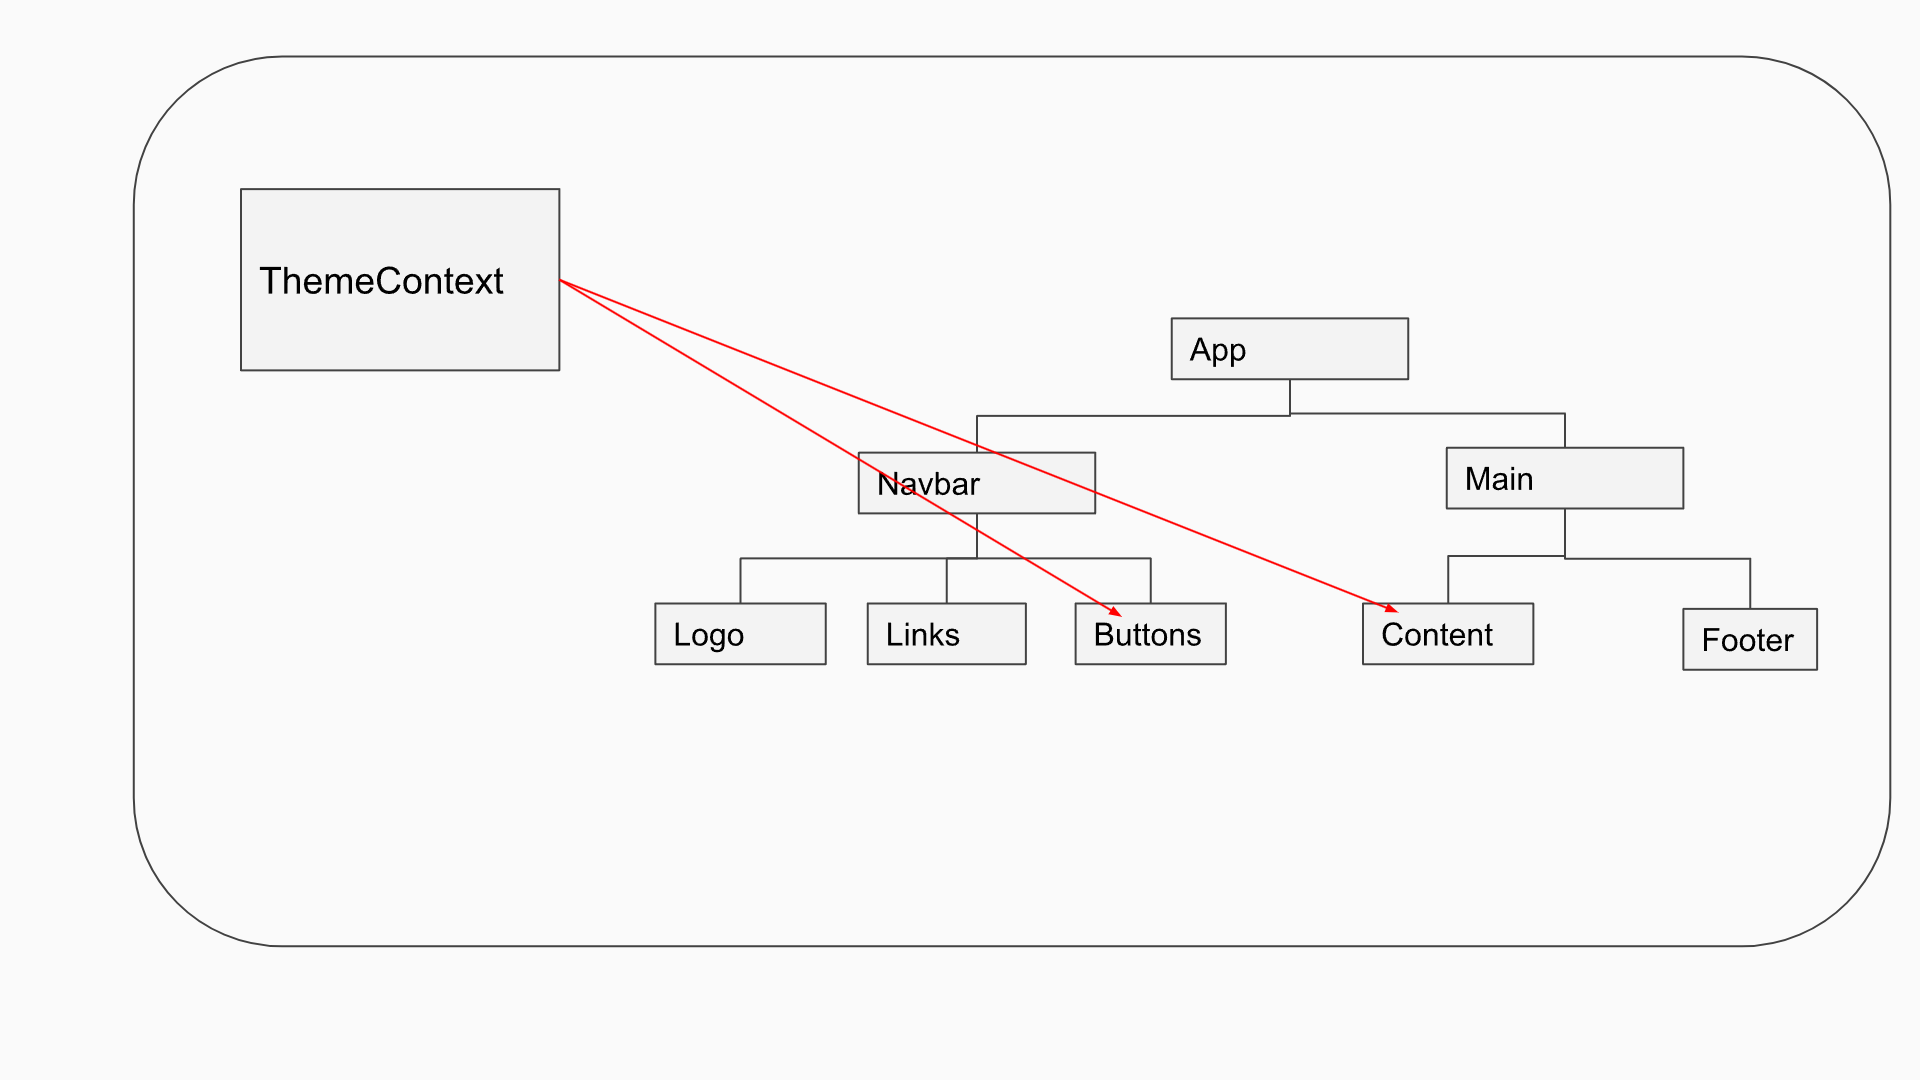 ThemeContext
App
Navbar
Main
Logo
Links
Buttons
Content
Footer